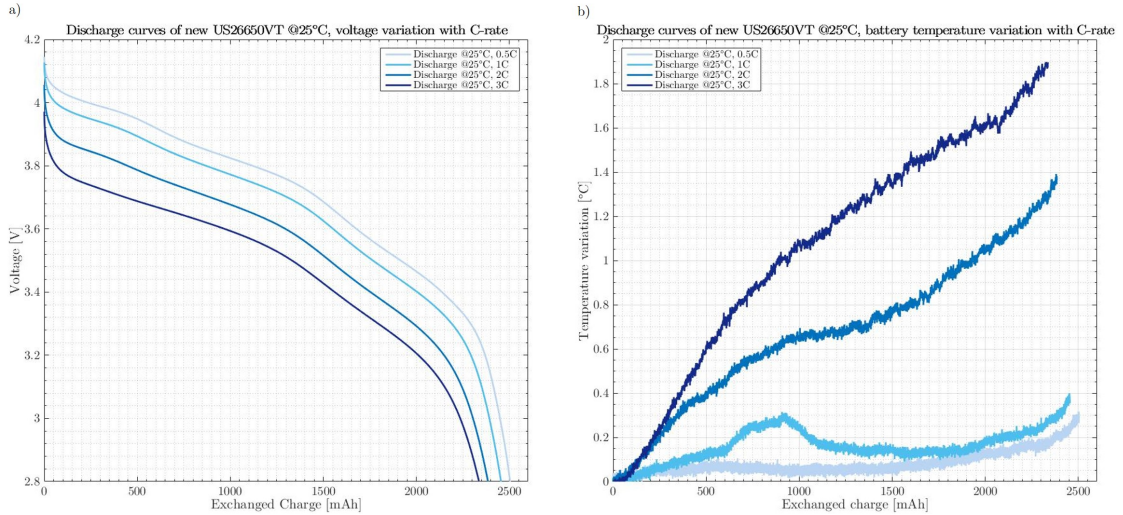 a)
Discharge curves of new US26650VT @25°C, voltage variation with C-rate
Discharge @25°C, 0.5C
Discharge @25°C, 1C
Discharge @25°C, 2C
Discharge @25°C, 3C
4.2
4
3.8
3.6
3.4
3.2
3
2.8
Voltage [V]
0
500
1000
1500
2000
2500
Exchanged Charge [mAh]
b)
Discharge curves of new US26650VT @25°C, battery temperature variation with C-rate
Discharge @25°C, 0.5C
Discharge @25°C, 1C
Discharge @25°C, 2C
Discharge @25°C, 3C
2
1.8
1.6
1.4
1.2
1
0.8
0.6
0.4
0.2
0
Temperature variation [°C]
0
500
1000
1500
2000
2500
Exchanged charge [mAh]